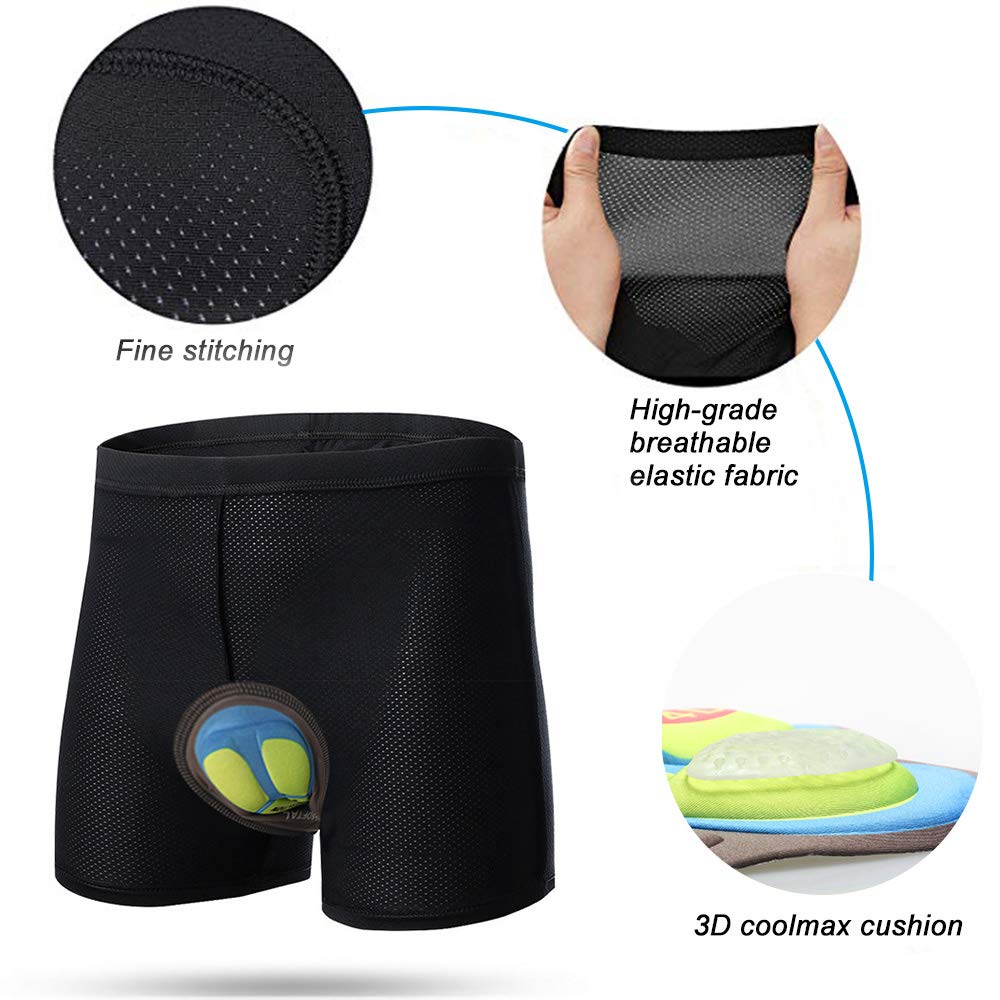 Fine stitching
High-grade
breathable
elastic fabric
3D coolmax cushion